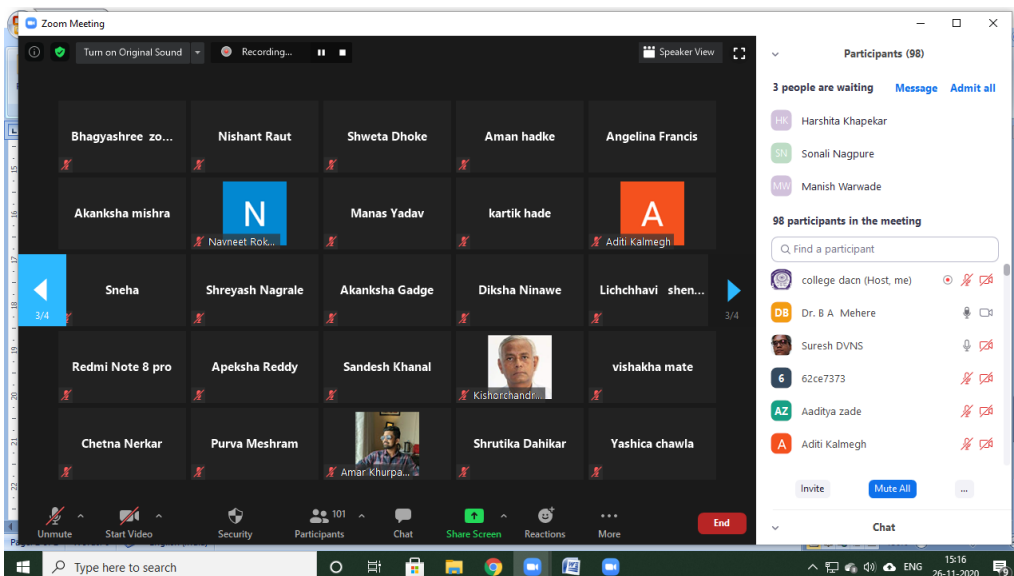 Zoom Meeting
Turn on Original Sound
Recording...
Speaker View
Bhagyashree zo...
Nishant Raut
Shweta Dhoke
Aman hadke
Angelina Francis
Akanksha mishra
N
Navneet Rok...
Manas Yadav
kartik hade
A
Aditi Kalmegh
Sneha
Shreyash Nagrale
Akanksha Gadge
Diksha Ninawe
Lichchhavi shen...
3/4
3/4
Redmi Note 8 pro
Apeksha Reddy
Sandesh Khanal
Kishorchandr...
vishakha mate
Chetna Nerkar
Purva Meshram
Amar Khurpa...
Shrutika Dahikar
Yashica chawla
Unmute
Start Video
Security
Participants
101
Chat
Share Screen
Reactions
More
End
Participants (98)
3 people are waiting Message Admit all
HK Harshita Khapekar
SN Sonali Nagpure
MW Manish Warwade
98 participants in the meeting
Find a participant
college dacn (Host, me)
DB Dr. B A Mehere
Suresh DVNS
6 62ce7373
AZ Aaditya zade
A Aditi Kalmegh
Invite Mute All ...
Chat
Type here to search
ENG
15:16
26-11-2020